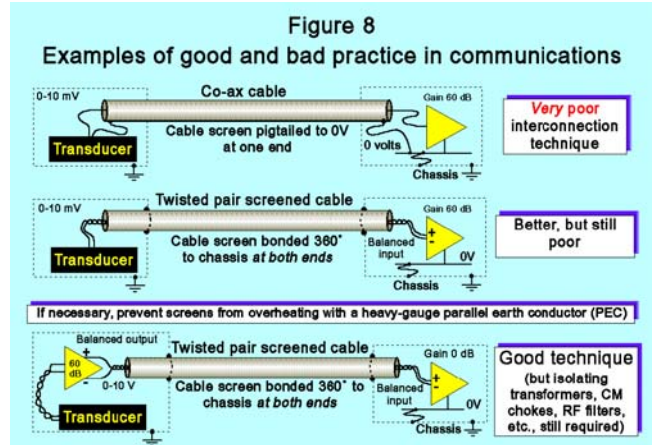 Figure 8
Examples of good and bad practice in communications
0-10 mV
Co-ax cable
Gain 60 dB
Cable screen pigtailed to 0V
at one end
Transducer
0 volts
Chassis
Very poor
interconnection
technique
0-10 mV
Twisted pair screened cable
Gain 60 dB
+
-
Cable screen bonded 360°
to chassis at both ends
Transducer
Balanced
input
0V
Chassis
Better, but still
poor
If necessary, prevent screens from overheating with a heavy-gauge parallel earth conductor (PEC)
Balanced output
+
60
dB
-
0-10 V
Twisted pair screened cable
Gain 0 dB
+
-
Cable screen bonded 360° to
chassis at both ends
Transducer
Balanced
input
0V
Chassis
Good technique
(but isolating
transformers, CM
chokes, RF filters,
etc., still required)